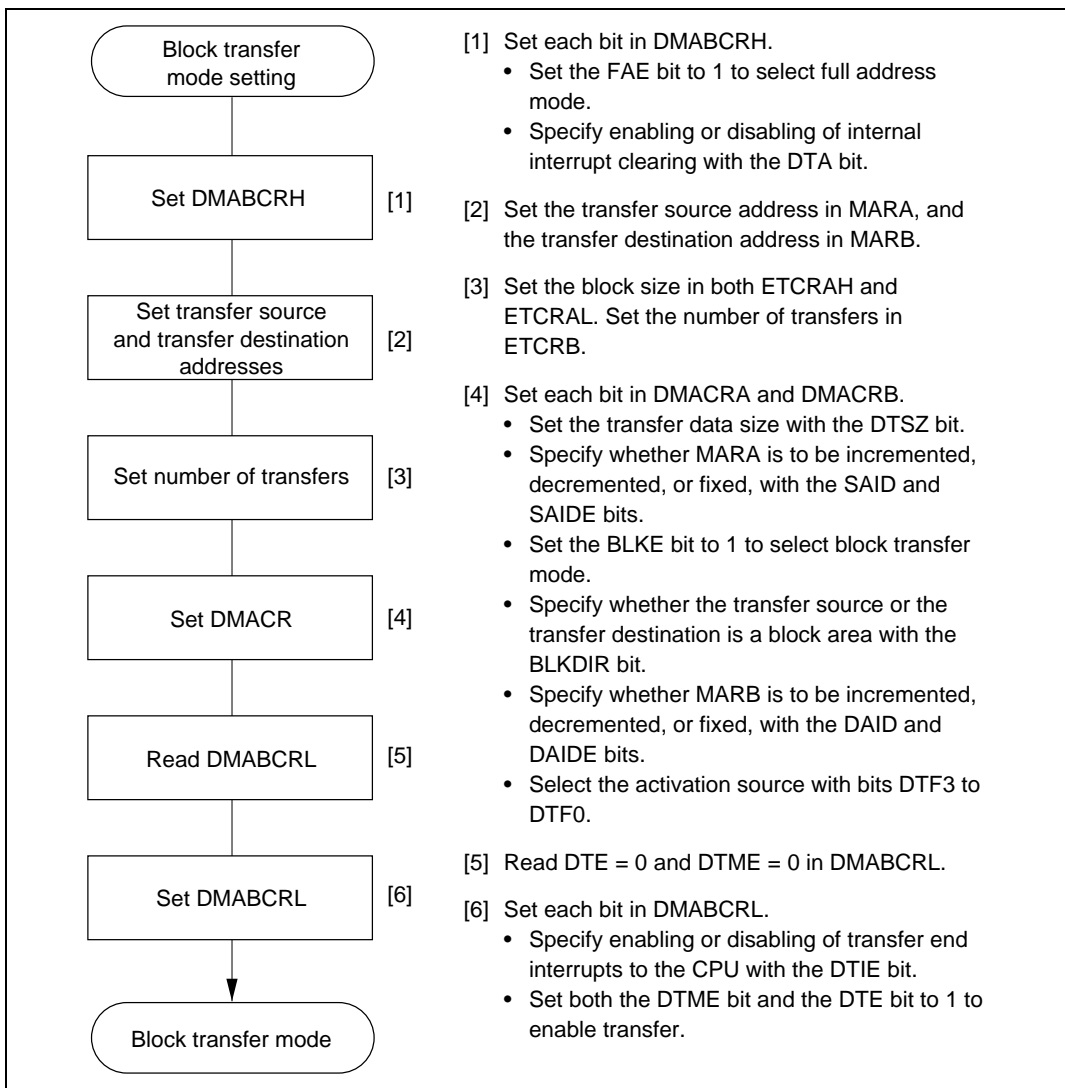 Block transfer
mode setting
Set DMABCRH
[1]
Set transfer source
and transfer destination
addresses
[2]
Set number of transfers
[3]
Set DMACR
[4]
Read DMABCRL
[5]
Set DMABCRL
[6]
Block transfer mode
[1] Set each bit in DMABCRH.
• Set the FAE bit to 1 to select full address
mode.
• Specify enabling or disabling of internal
interrupt clearing with the DTA bit.
[2] Set the transfer source address in MARA, and
the transfer destination address in MARB.
[3] Set the block size in both ETCRAH and
ETCRAL. Set the number of transfers in
ETCRB.
[4] Set each bit in DMACRA and DMACRB.
• Set the transfer data size with the DTSZ bit.
• Specify whether MARA is to be incremented,
decremented, or fixed, with the SAID and
SAIDE bits.
• Set the BLKE bit to 1 to select block transfer
mode.
• Specify whether the transfer source or the
transfer destination is a block area with the
BLKDIR bit.
• Specify whether MARB is to be incremented,
decremented, or fixed, with the DAID and
DAIDE bits.
• Select the activation source with bits DTF3 to
DTF0.
[5] Read DTE = 0 and DTME = 0 in DMABCRL.
[6] Set each bit in DMABCRL.
• Specify enabling or disabling of transfer end
interrupts to the CPU with the DTIE bit.
• Set both the DTME bit and the DTE bit to 1 to
enable transfer.